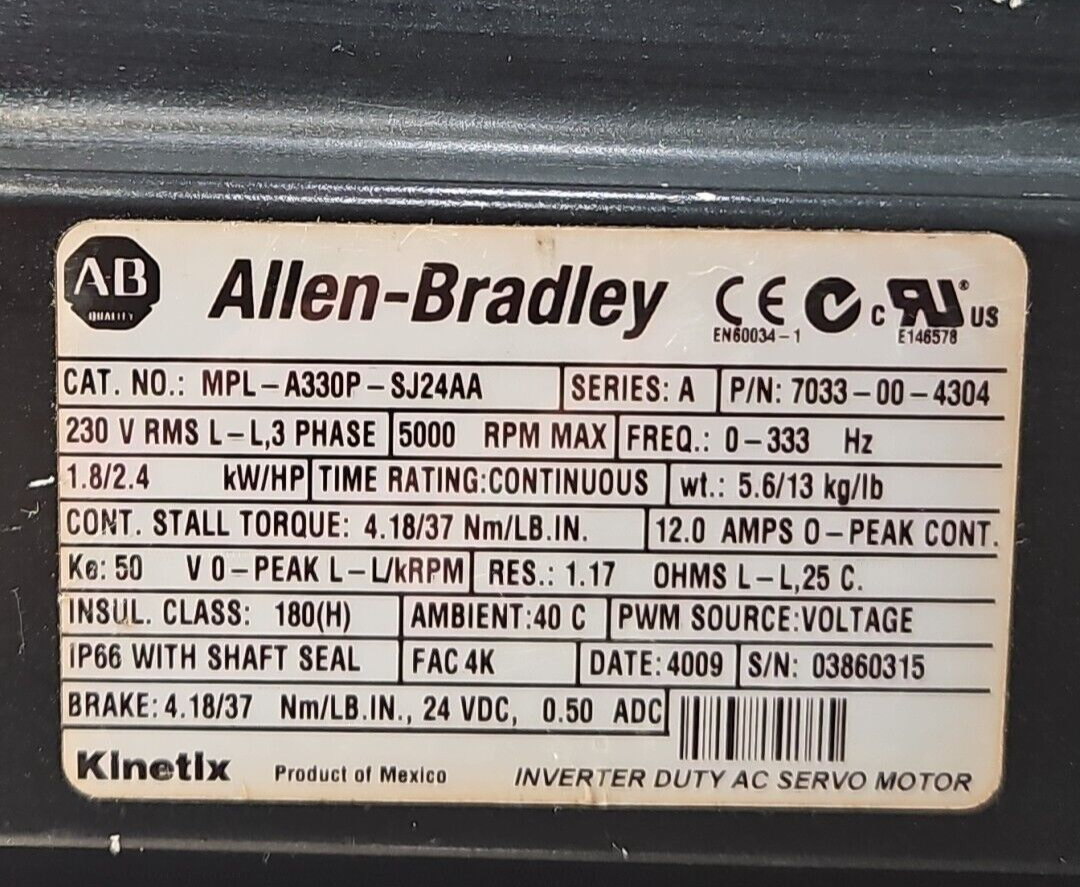 A-B QUALITY Allen-Bradley CE EN60034-1 c RU® US E146578
CAT. NO.: MPL-A330P-SJ24AA SERIES: A P/N: 7033-00-4304
230 V RMS L-L,3 PHASE 5000 RPM MAX FREQ.: 0-333 Hz
1.8/2.4 kW/HP TIME RATING:CONTINUOUS wt.: 5.6/13 kg/lb
CONT. STALL TORQUE: 4.18/37 Nm/LB.IN. 12.0 AMPS 0-PEAK CONT.
Ke: 50 V 0-PEAK L-L/kRPM RES.: 1.17 OHMS L-L,25 C.
INSUL. CLASS: 180(H) AMBIENT:40 C PWM SOURCE:VOLTAGE
IP66 WITH SHAFT SEAL FAC 4K DATE: 4009 S/N: 03860315
BRAKE: 4.18/37 Nm/LB.IN., 24 VDC, 0.50 ADC
Kinetix Product of Mexico INVERTER DUTY AC SERVO MOTOR